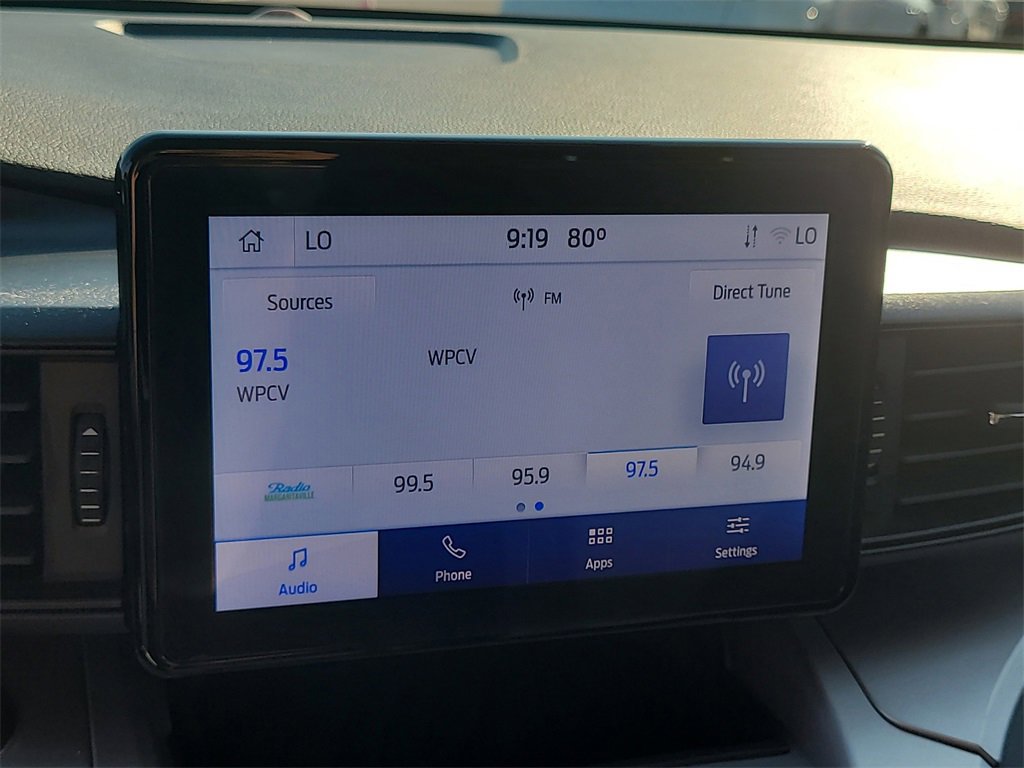 LO 9:19 80° LO
Sources FM Direct Tune
97.5 WPCV
WPCV
Radio
MARGARITAVILLE
99.5 95.9 97.5 94.9
Audio Phone Apps Settings